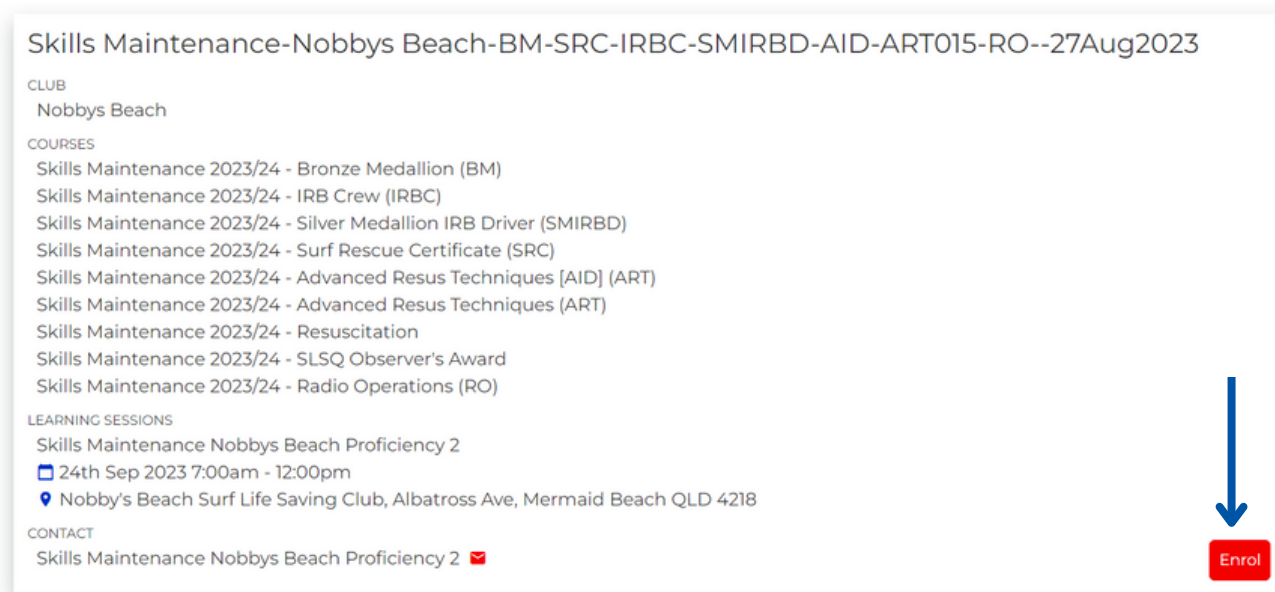 Skills Maintenance-Nobbys Beach-BM-SRC-IRBC-SMIRBD-AID-ART015-RO--27Aug2023
CLUB
Nobbys Beach
COURSES
Skills Maintenance 2023/24 - Bronze Medallion (BM)
Skills Maintenance 2023/24 - IRB Crew (IRBC)
Skills Maintenance 2023/24 - Silver Medallion IRB Driver (SMIRBD)
Skills Maintenance 2023/24 - Surf Rescue Certificate (SRC)
Skills Maintenance 2023/24 - Advanced Resus Techniques [AID] (ART)
Skills Maintenance 2023/24 - Advanced Resus Techniques (ART)
Skills Maintenance 2023/24 - Resuscitation
Skills Maintenance 2023/24 - SLSQ Observer's Award
Skills Maintenance 2023/24 - Radio Operations (RO)
LEARNING SESSIONS
Skills Maintenance Nobbys Beach Proficiency 2
24th Sep 2023 7:00am - 12:00pm
Nobby's Beach Surf Life Saving Club, Albatross Ave, Mermaid Beach QLD 4218
CONTACT
Skills Maintenance Nobbys Beach Proficiency 2
Enrol